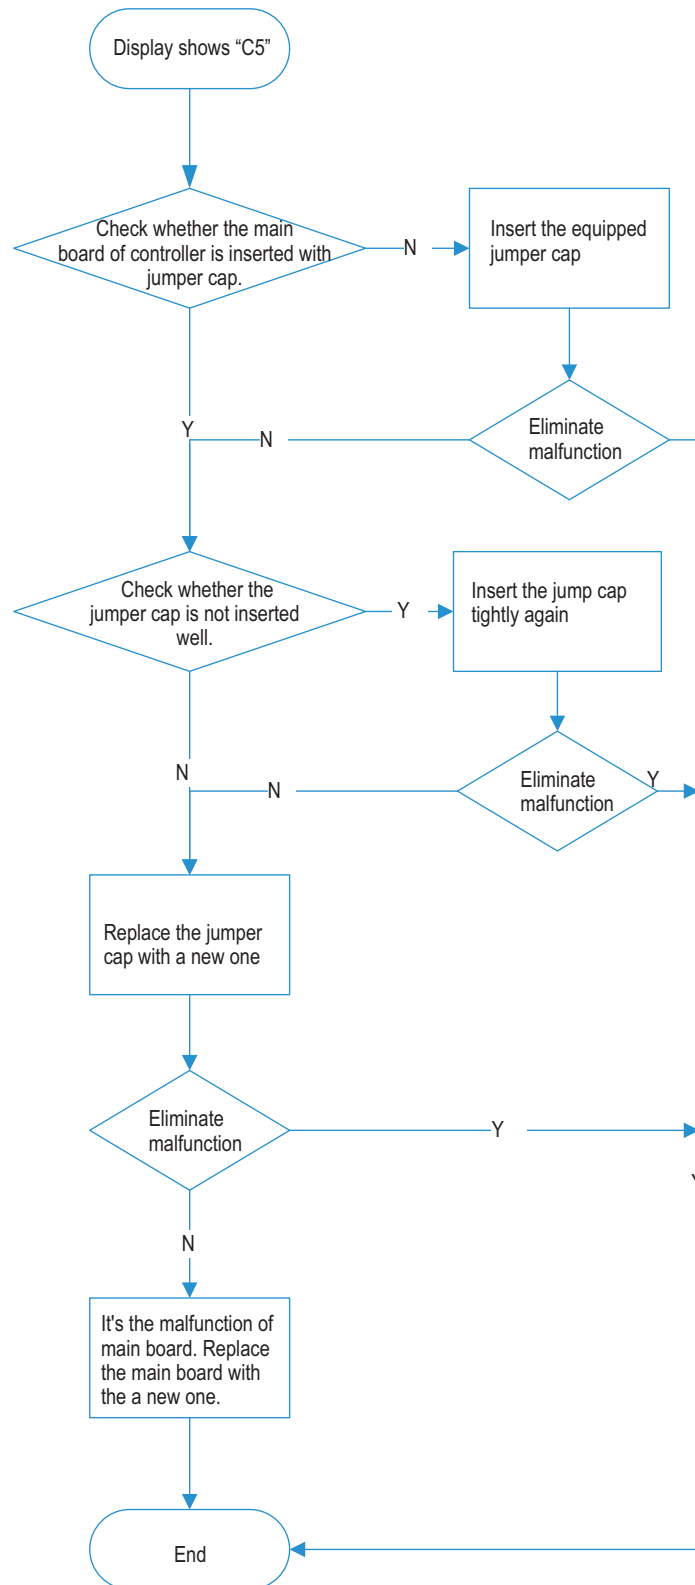 Display shows “C5”
Check whether the main
board of controller is inserted with
jumper cap.
N
Insert the equipped
jumper cap
Y
N
Eliminate
malfunction
Check whether the
jumper cap is not inserted
well.
Y
Insert the jump cap
tightly again
N
N
Eliminate
malfunction
Y
Replace the jumper
cap with a new one
Eliminate
malfunction
Y
N
It's the malfunction of
main board. Replace
the main board with
the a new one.
End